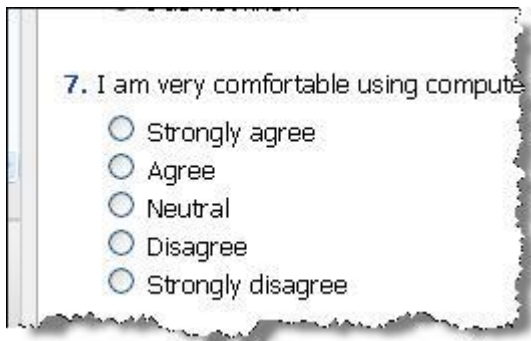 7. I am very comfortable using compute
Strongly agree
Agree
Neutral
Disagree
Strongly disagree